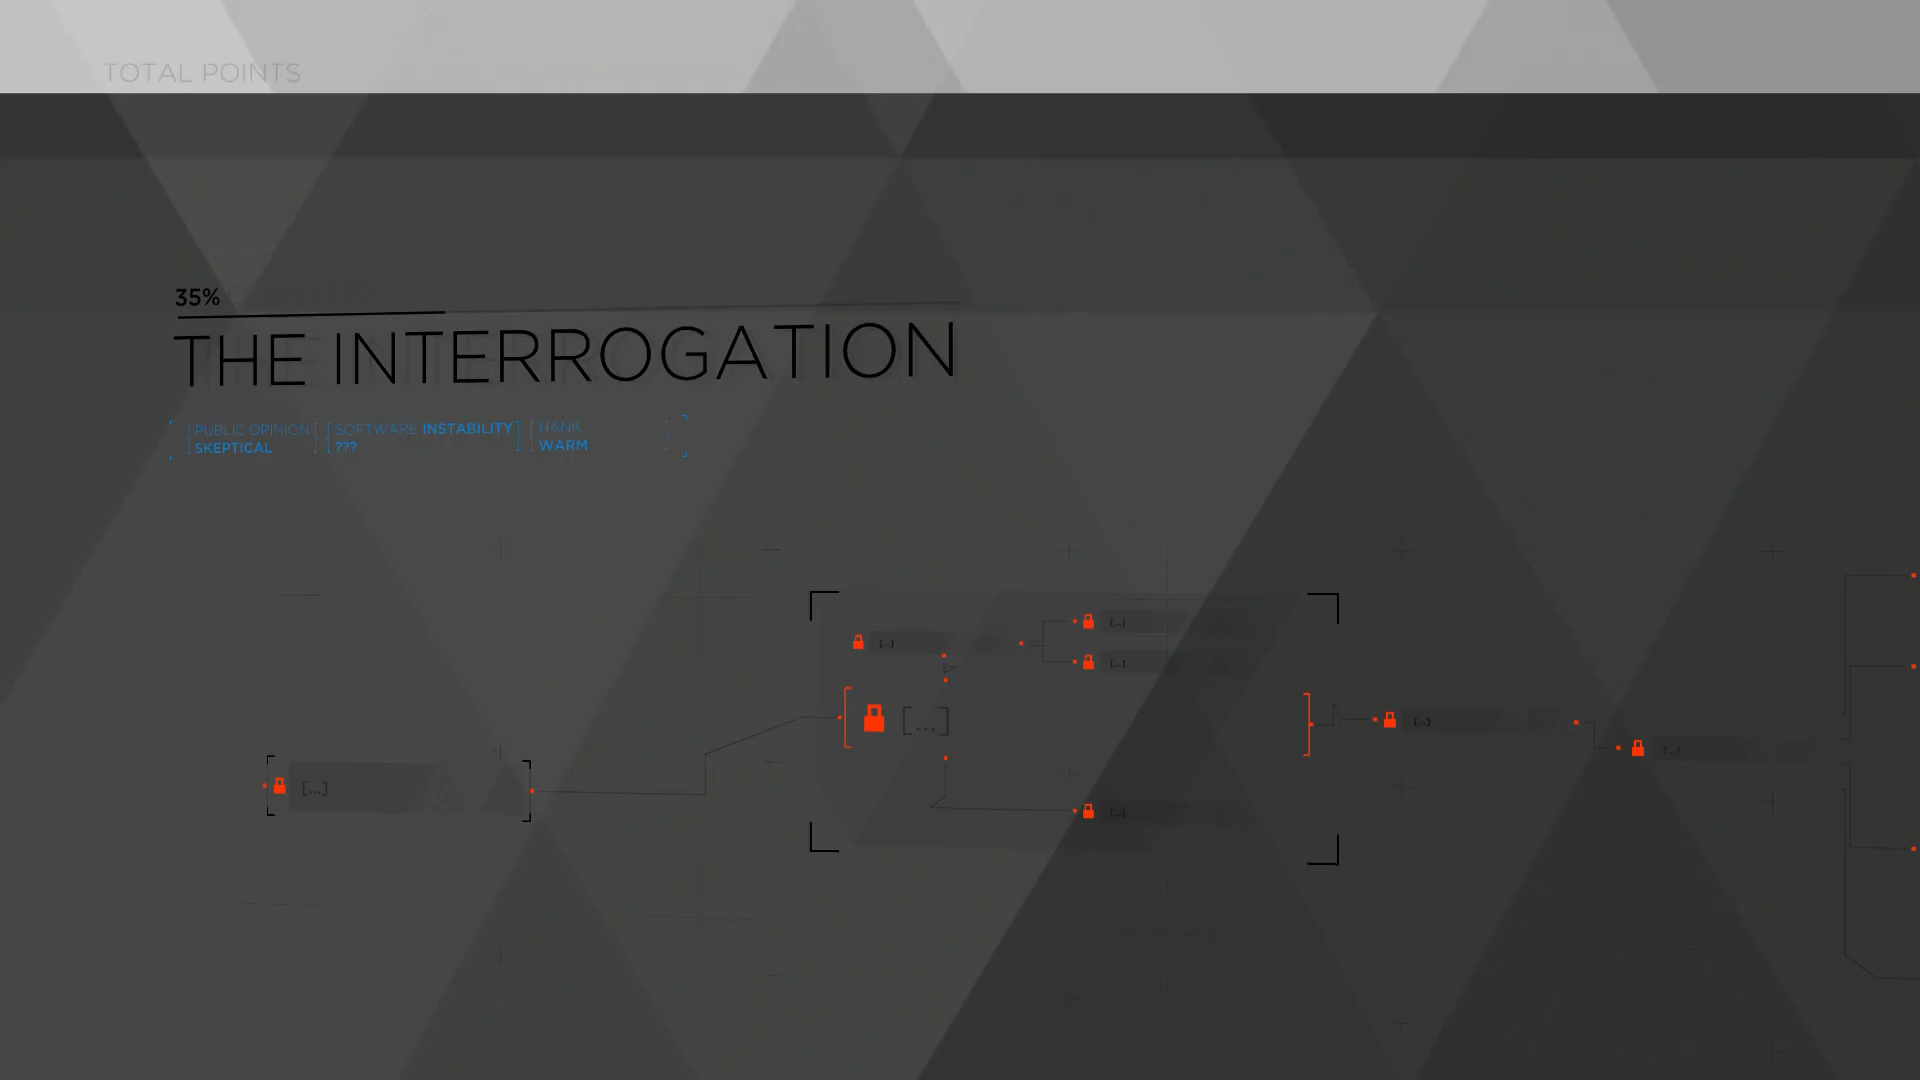 TOTAL POINTS
35%
THE INTERROGATION
PUBLIC OPINION
SKEPTICAL
SOFTWARE INSTABILITY
???
HANK
WARM
[...]
[...]
[...]
[...]
[...]
[...]
[...]
[...]